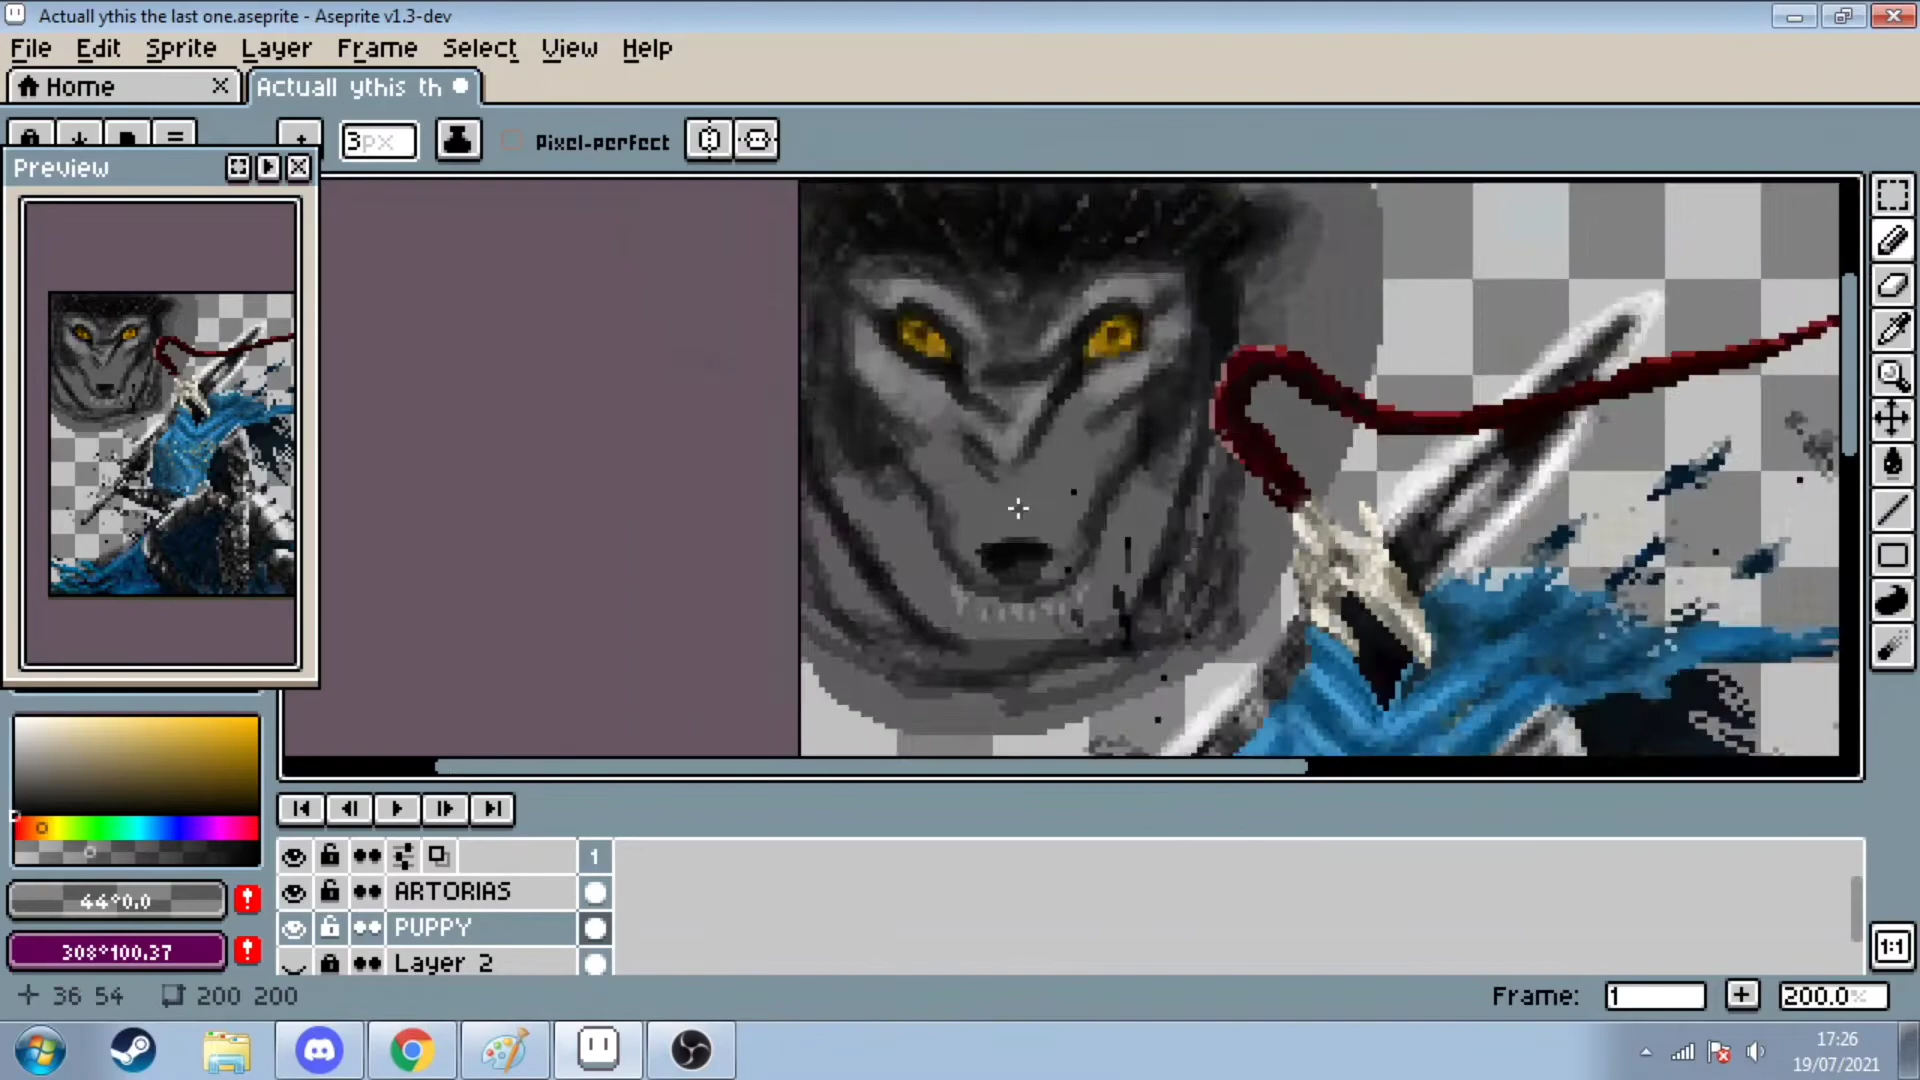 Actuall ythis the last one.aseprite - Aseprite v1.3-dev
File Edit Sprite Layer Frame Select View Help
Home Actuall ythis th
3px Pixel-perfect
Preview
1
ARTORIAS
PUPPY
Layer 2
44°0.0
308°100.37
36 54 200 200
Frame: 1 200.0%
1:1
17:26
19/07/2021